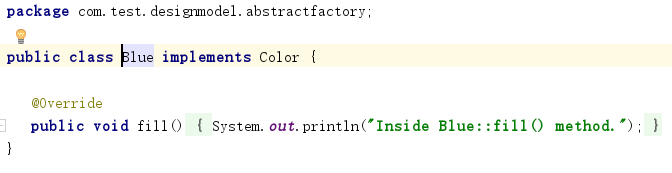 package com.test.designmodel.abstractfactory;
public class Blue implements Color {
@Override
public void fill() { System.out.println("Inside Blue::fill() method."); }
}